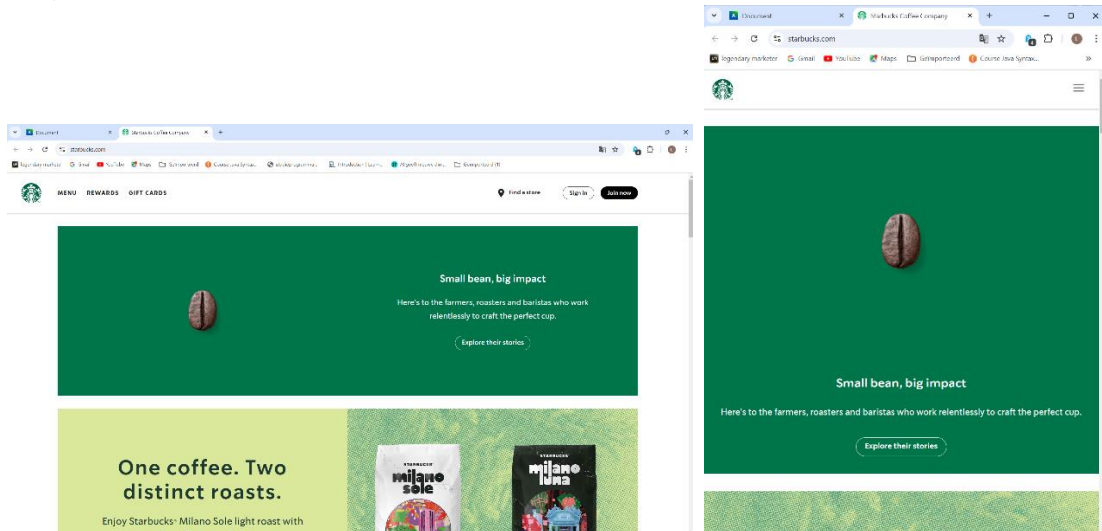 Document
Starbucks Coffee Company
starbucks.com
legendary marketer
Gmail
YouTube
Maps
MENU
REWARDS
GIFT CARDS
Find a store
Sign in
Join now
Small bean, big impact
Here's to the farmers, roasters and baristas who work
relentlessly to craft the perfect cup.
Explore their stories
One coffee. Two
distinct roasts.
Enjoy Starbucks® Milano Sole light roast with
STARBUCKS
milano
sole
STARBUCKS
milano
luna
Document
Starbucks Coffee Company
starbucks.com
legendary marketer
Gmail
YouTube
Maps
Geïmporteerd
Course Java Syntax...
Small bean, big impact
Here's to the farmers, roasters and baristas who work relentlessly to craft the perfect cup.
Explore their stories